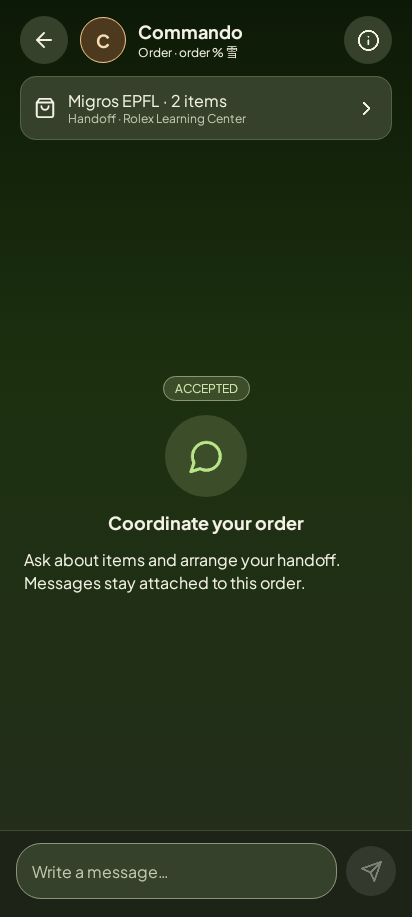 C
Commando
Order · order % 雪
Migros EPFL · 2 items
Handoff · Rolex Learning Center
ACCEPTED
Coordinate your order
Ask about items and arrange your handoff.
Messages stay attached to this order.
Write a message…